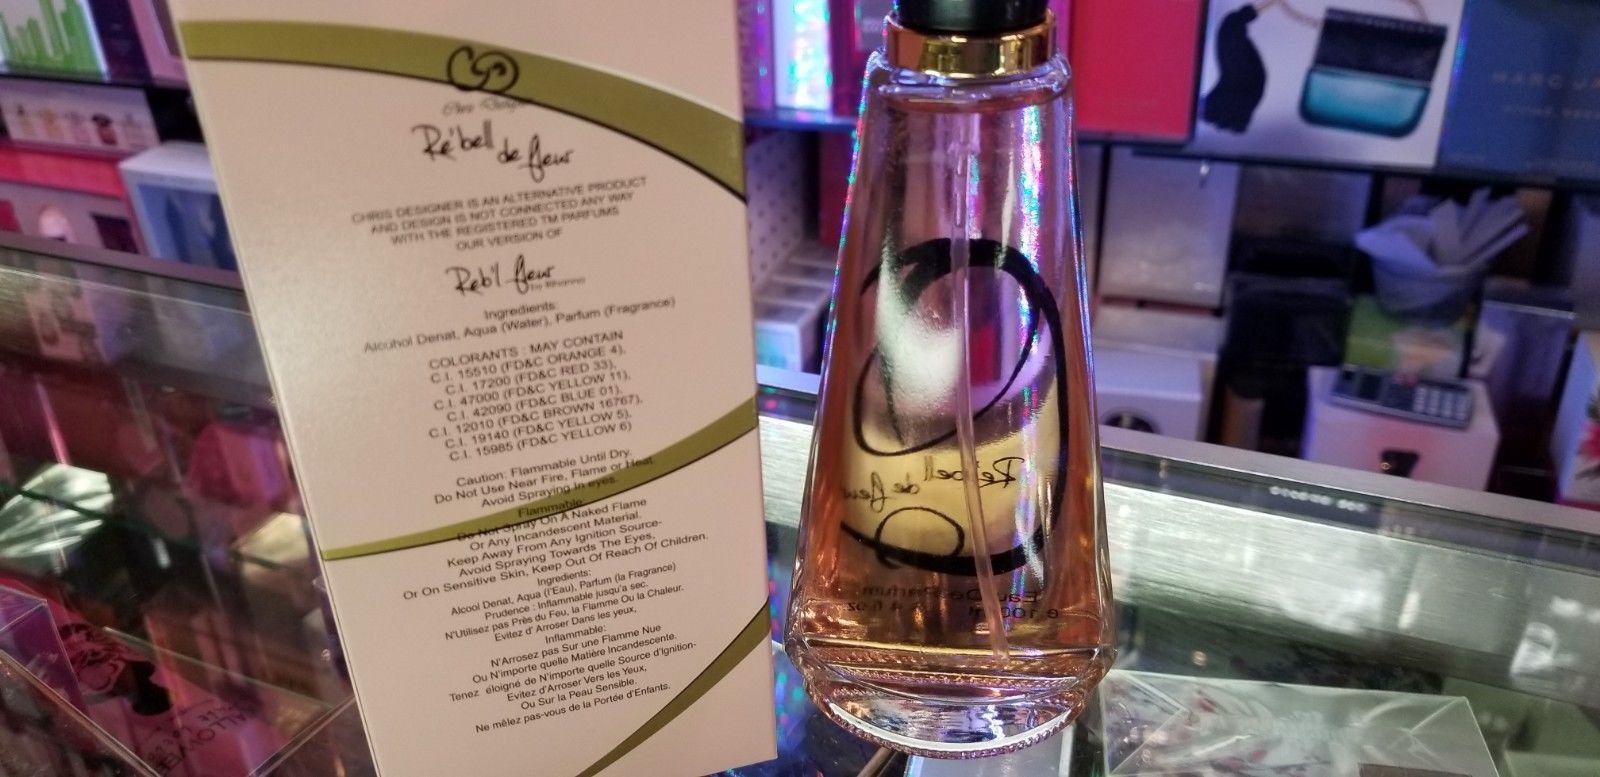 Ré'bell de fleur
CHRIS DESIGNER IS AN ALTERNATIVE PRODUCT
AND DESIGN IS NOT CONNECTED ANY WAY
WITH THE REGISTERED TM PARFUMS
OUR VERSION OF
Reb'l fleur
by Rihanna
Ingredients:
Alcohol Denat, Aqua (Water), Parfum (Fragrance)
COLORANTS : MAY CONTAIN
C.I. 15510 (FD&C ORANGE 4),
C.I. 17200 (FD&C RED 33),
C.I. 47000 (FD&C YELLOW 11),
C.I. 42090 (FD&C BLUE 01),
C.I. 12010 (FD&C BROWN 16767),
C.I. 19140 (FD&C YELLOW 5),
C.I. 15985 (FD&C YELLOW 6)
Caution: Flammable Until Dry.
Do Not Use Near Fire, Flame or Heat.
Avoid Spraying In eyes.
Flammable:
Do Not Spray On A Naked Flame
Or Any Incandescent Material.
Keep Away From Any Ignition Source-
Avoid Spraying Towards The Eyes,
Or On Sensitive Skin, Keep Out Of Reach Of Children.
Ingredients:
Alcool Denat, Aqua (l'Eau), Parfum (la Fragrance)
Prudence : Inflammable jusqu'a sec.
N'Utilisez pas Près du Feu, la Flamme Ou la Chaleur.
Evitez d' Arroser Dans les yeux,
Inflammable:
N'Arrosez pas Sur une Flamme Nue
Ou N'importe quelle Matière Incandescente.
Tenez éloigné de N'importe quelle Source d'Ignition-
Evitez d'Arroser Vers les Yeux,
Ou Sur la Peau Sensible.
Ne mêlez pas-vous de la Portée d'Enfants.
Ré'bell de fleur
Eau De Parfum
MARC JA